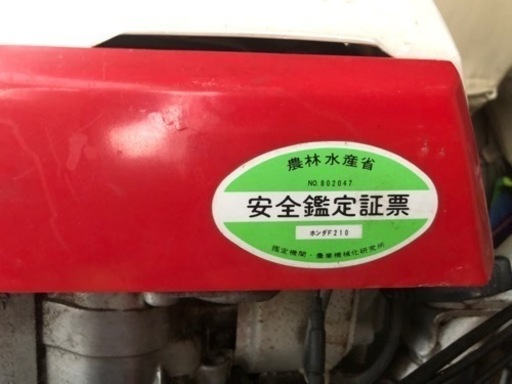 農林水産省
NO.802047
安全鑑定証票
ホンダF210
鑑定機関・農業機械化研究所